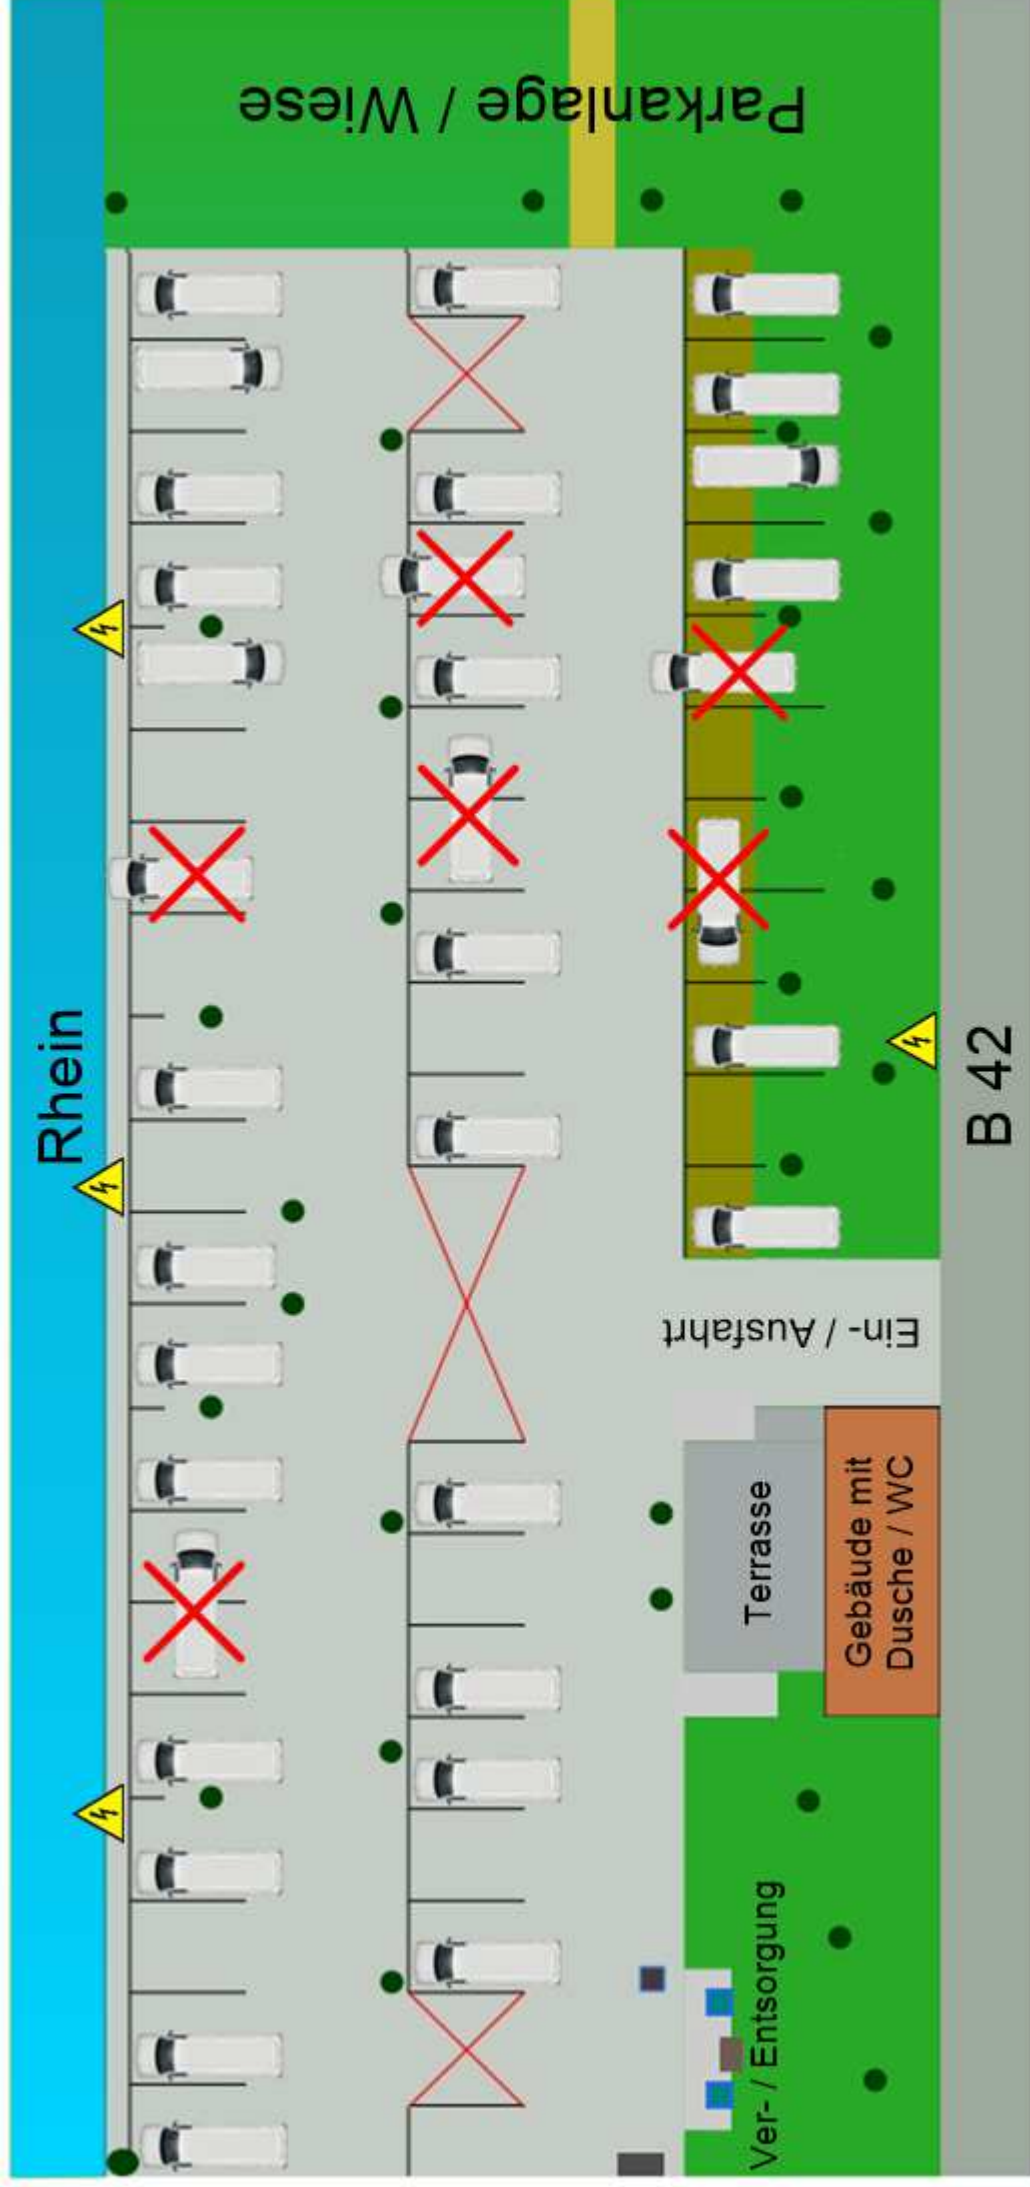 Parkanlage / Wiese
Rhein
B 42
Ein- / Ausfahrt
Terrasse
Gebäude mit
Dusche / WC
Ver- / Entsorgung